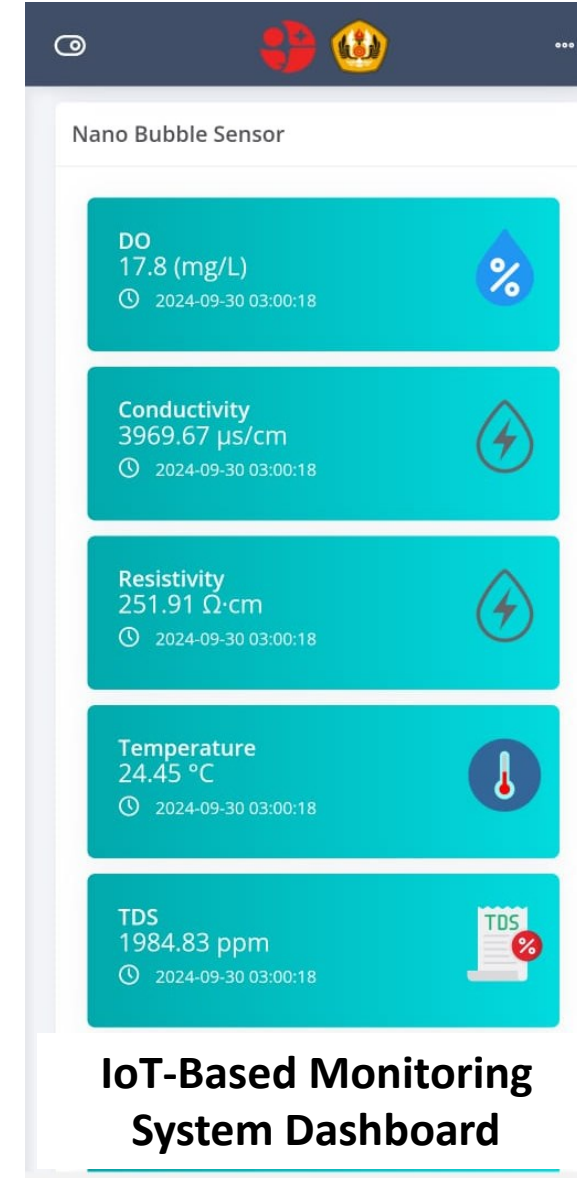 Nano Bubble Sensor
DO
17.8 (mg/L)
2024-09-30 03:00:18
%
Conductivity
3969.67 μs/cm
2024-09-30 03:00:18
Resistivity
251.91 Ω·cm
2024-09-30 03:00:18
Temperature
24.45 °C
2024-09-30 03:00:18
TDS
1984.83 ppm
2024-09-30 03:00:18
TDS
%
IoT-Based Monitoring
System Dashboard